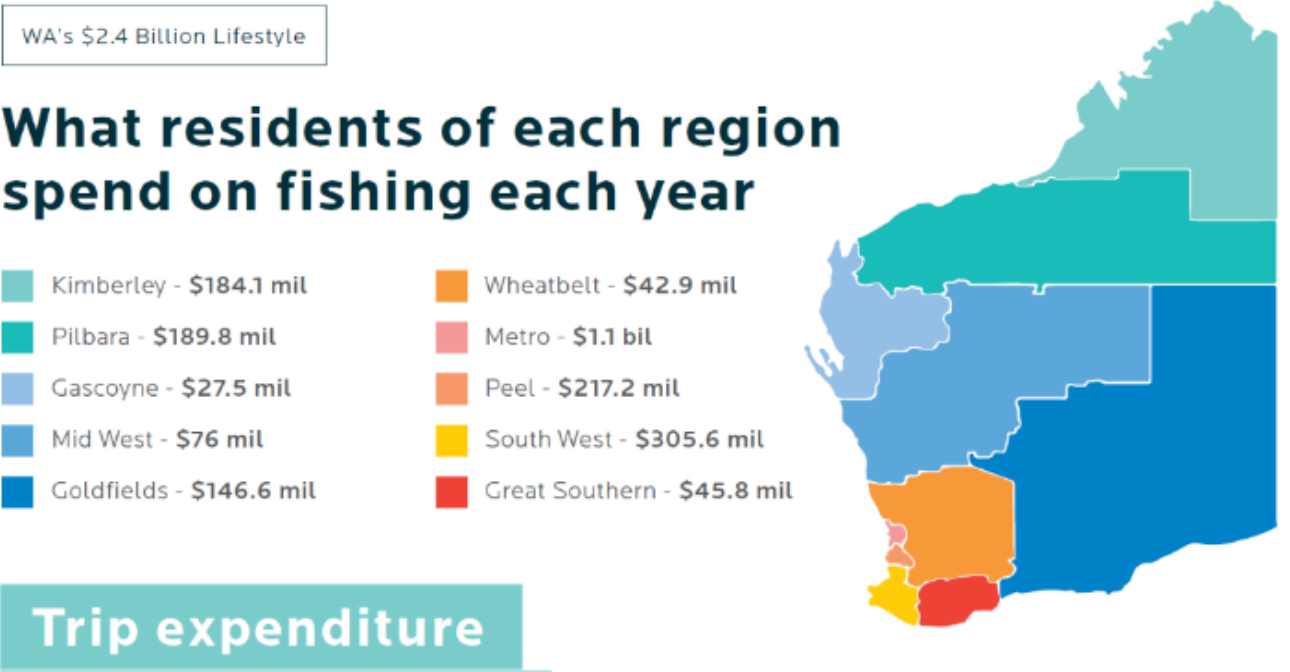 WA's $2.4 Billion Lifestyle
What residents of each region
spend on fishing each year
Kimberley - $184.1 mil
Pilbara - $189.8 mil
Gascoyne - $27.5 mil
Mid West - $76 mil
Goldfields - $146.6 mil
Wheatbelt - $42.9 mil
Metro - $1.1 bil
Peel - $217.2 mil
South West - $305.6 mil
Great Southern - $45.8 mil
Trip expenditure